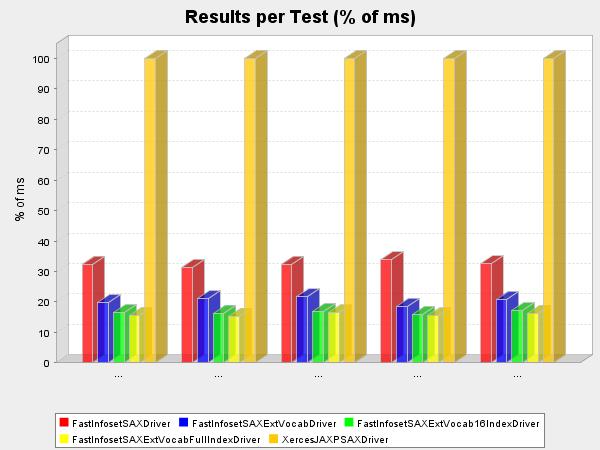 Results per Test (% of ms)
100
90
80
70
60
50
40
30
20
10
0
% of ms
... ... ... ... ...
FastInfosetSAXDriver FastInfosetSAXExtVocabDriver FastInfosetSAXExtVocab16IndexDriver
FastInfosetSAXExtVocabFullIndexDriver XercesJAXPSAXDriver